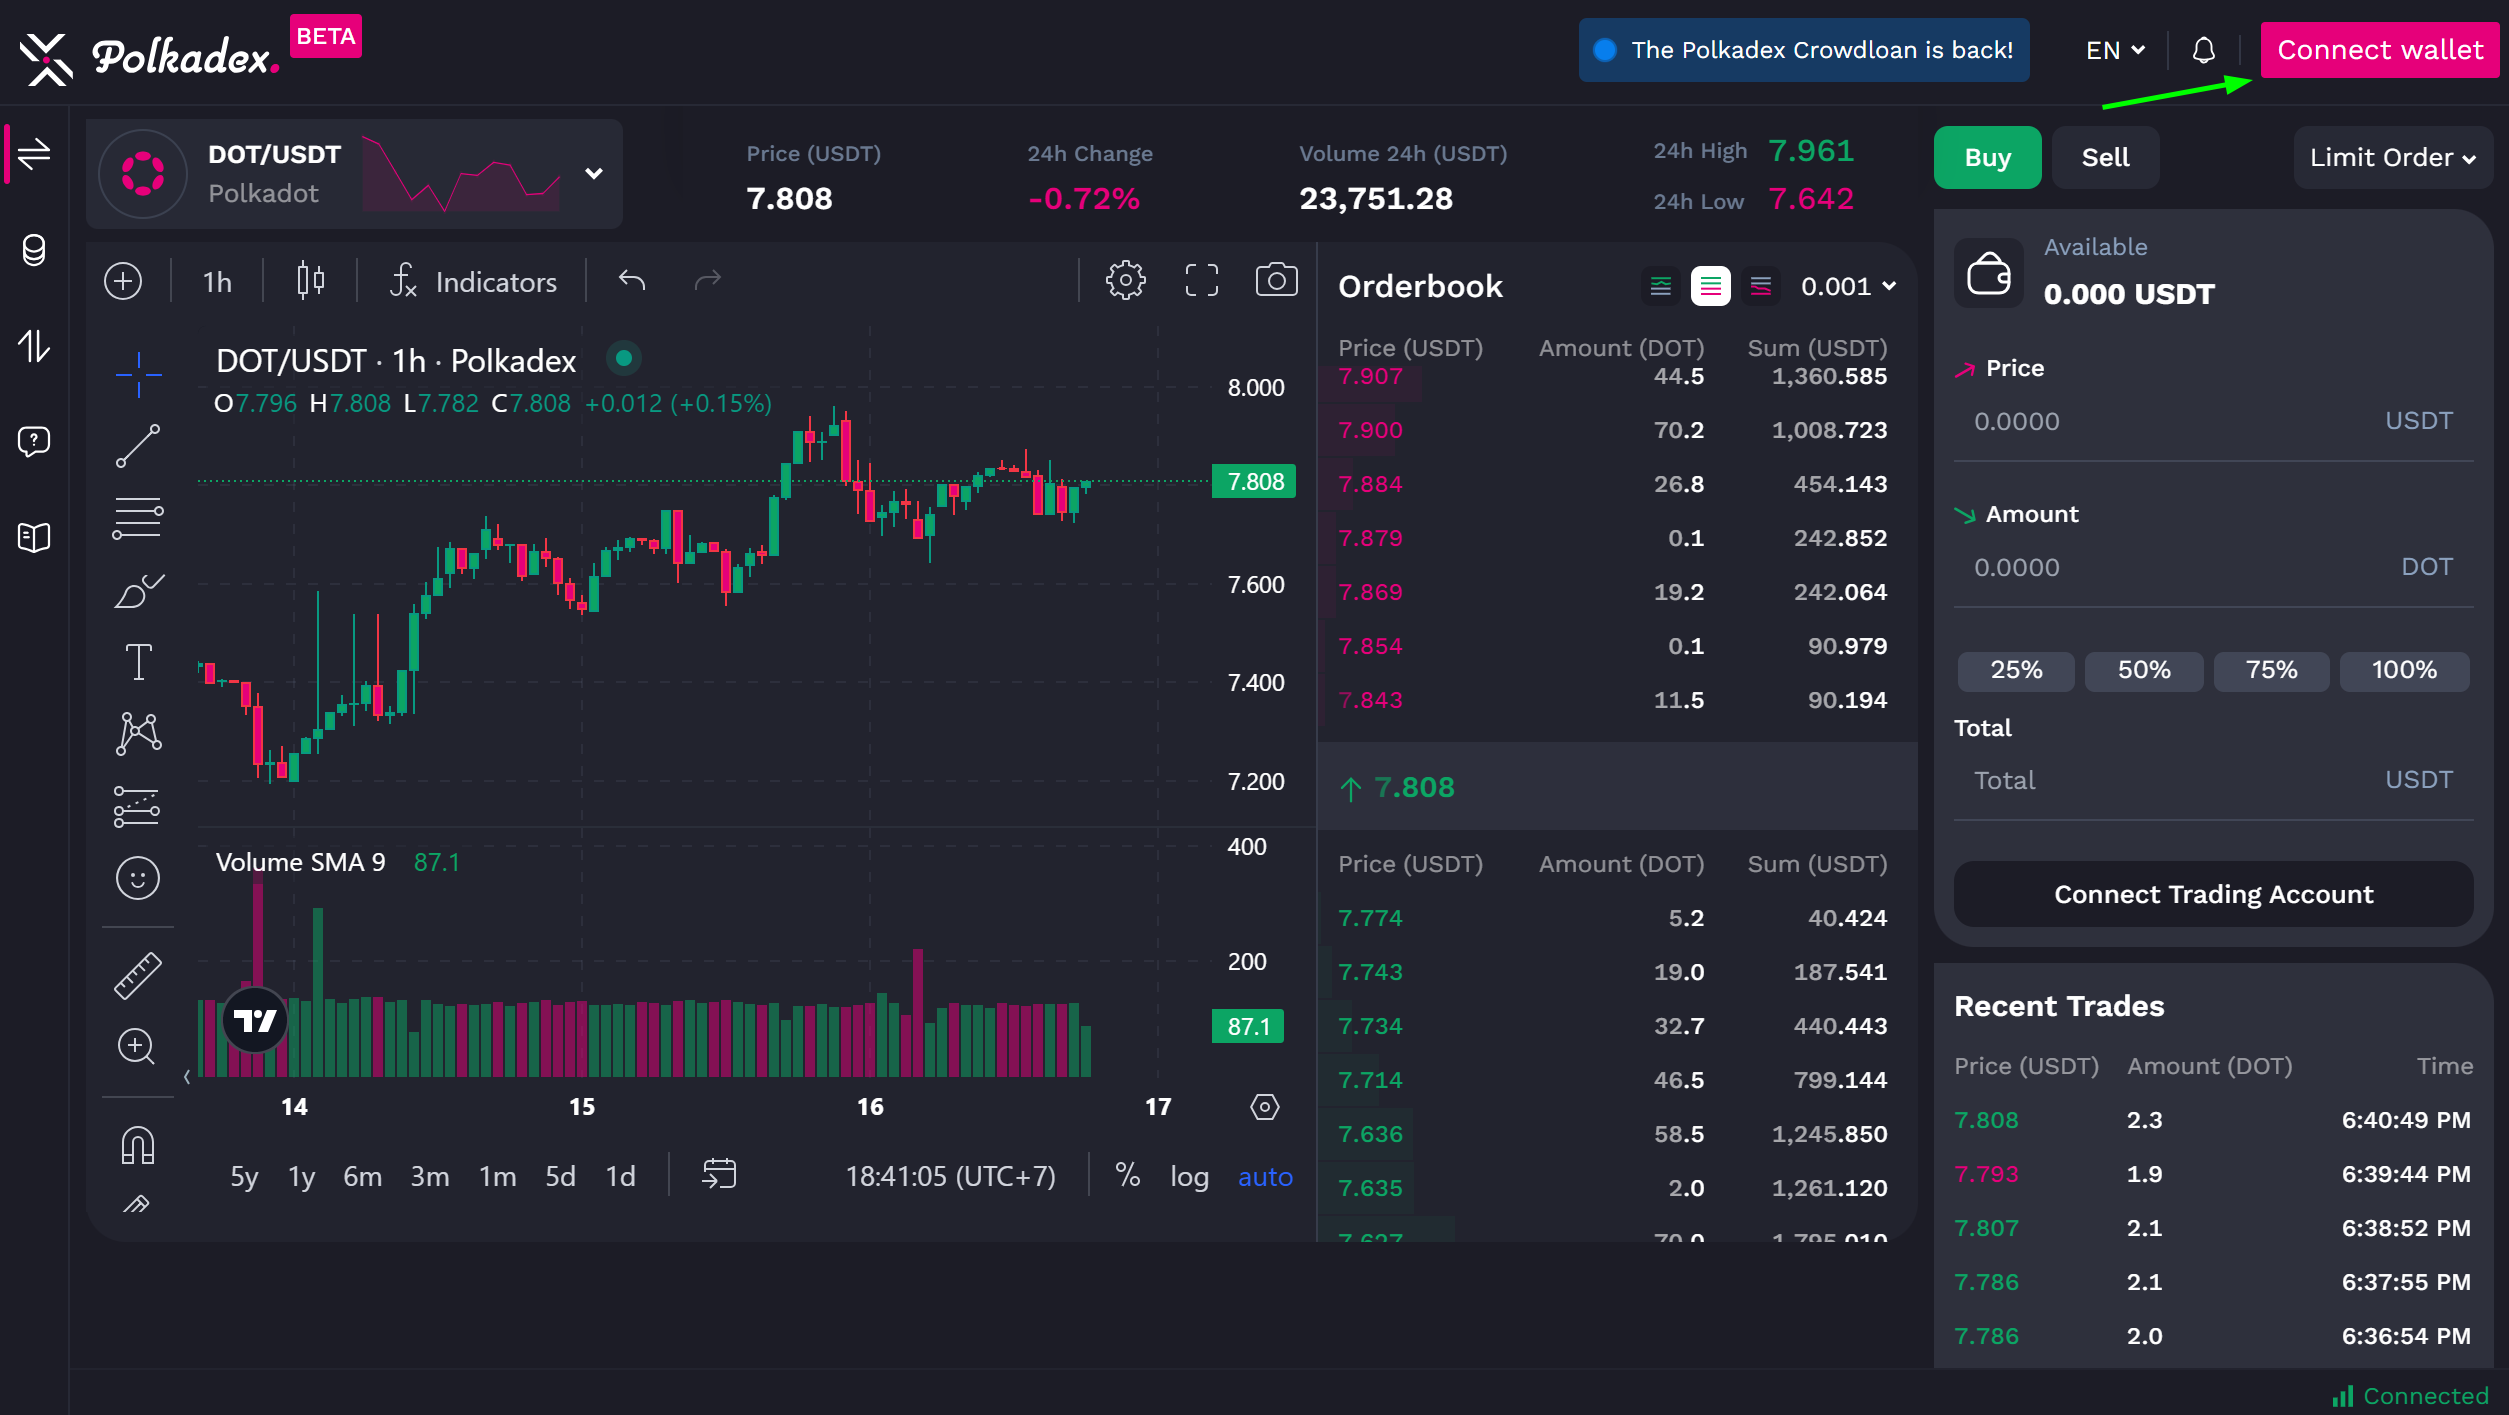 Polkadex.
BETA
The Polkadex Crowdloan is back!
EN
Connect wallet
DOT/USDT
Polkadot
Price (USDT)
7.808
24h Change
-0.72%
Volume 24h (USDT)
23,751.28
24h High 7.961
24h Low 7.642
Buy
Sell
Limit Order
1h
Indicators
DOT/USDT · 1h · Polkadex
O7.796 H7.808 L7.782 C7.808 +0.012 (+0.15%)
8.000
7.808
7.600
7.400
7.200
Volume SMA 9 87.1
400
200
87.1
14 15 16 17
5y 1y 6m 3m 1m 5d 1d
18:41:05 (UTC+7)
% log auto
Orderbook
0.001
Price (USDT) Amount (DOT) Sum (USDT)
7.907 44.5 1,360.585
7.900 70.2 1,008.723
7.884 26.8 454.143
7.879 0.1 242.852
7.869 19.2 242.064
7.854 0.1 90.979
7.843 11.5 90.194
7.808
Price (USDT) Amount (DOT) Sum (USDT)
7.774 5.2 40.424
7.743 19.0 187.541
7.734 32.7 440.443
7.714 46.5 799.144
7.636 58.5 1,245.850
7.635 2.0 1,261.120
7.627 70.0 1,795.010
Available
0.000 USDT
Price
0.0000 USDT
Amount
0.0000 DOT
25% 50% 75% 100%
Total
Total USDT
Connect Trading Account
Recent Trades
Price (USDT) Amount (DOT) Time
7.808 2.3 6:40:49 PM
7.793 1.9 6:39:44 PM
7.807 2.1 6:38:52 PM
7.786 2.1 6:37:55 PM
7.786 2.0 6:36:54 PM
Connected